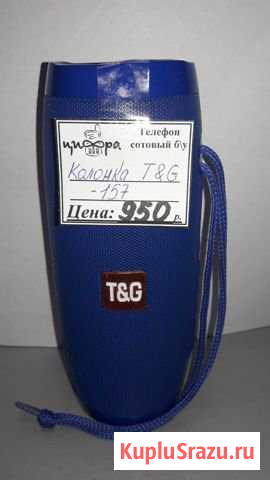 Телефон
цифра сотовый б/у
Колонка T&G
-157
Цена: 950 р.
T&G
KupluSrazu.ru